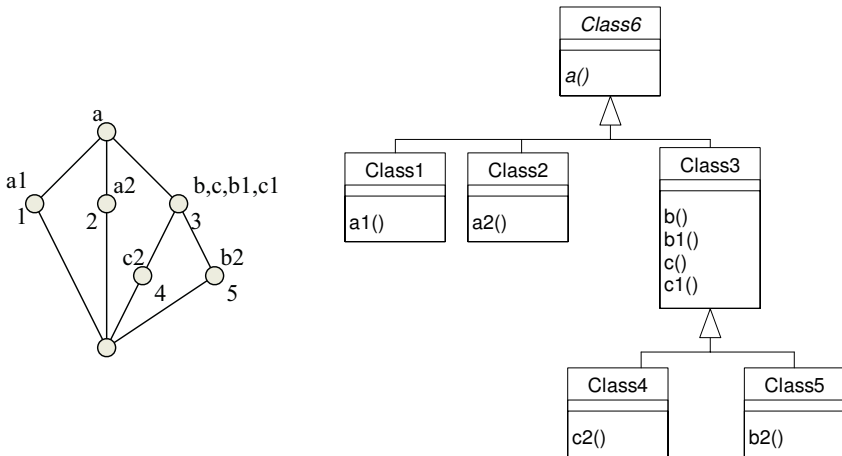 a
a1
1
a2
2
b,c,b1,c1
3
c2
4
b2
5
Class6
a()
Class1
a1()
Class2
a2()
Class3
b()
b1()
c()
c1()
Class4
c2()
Class5
b2()